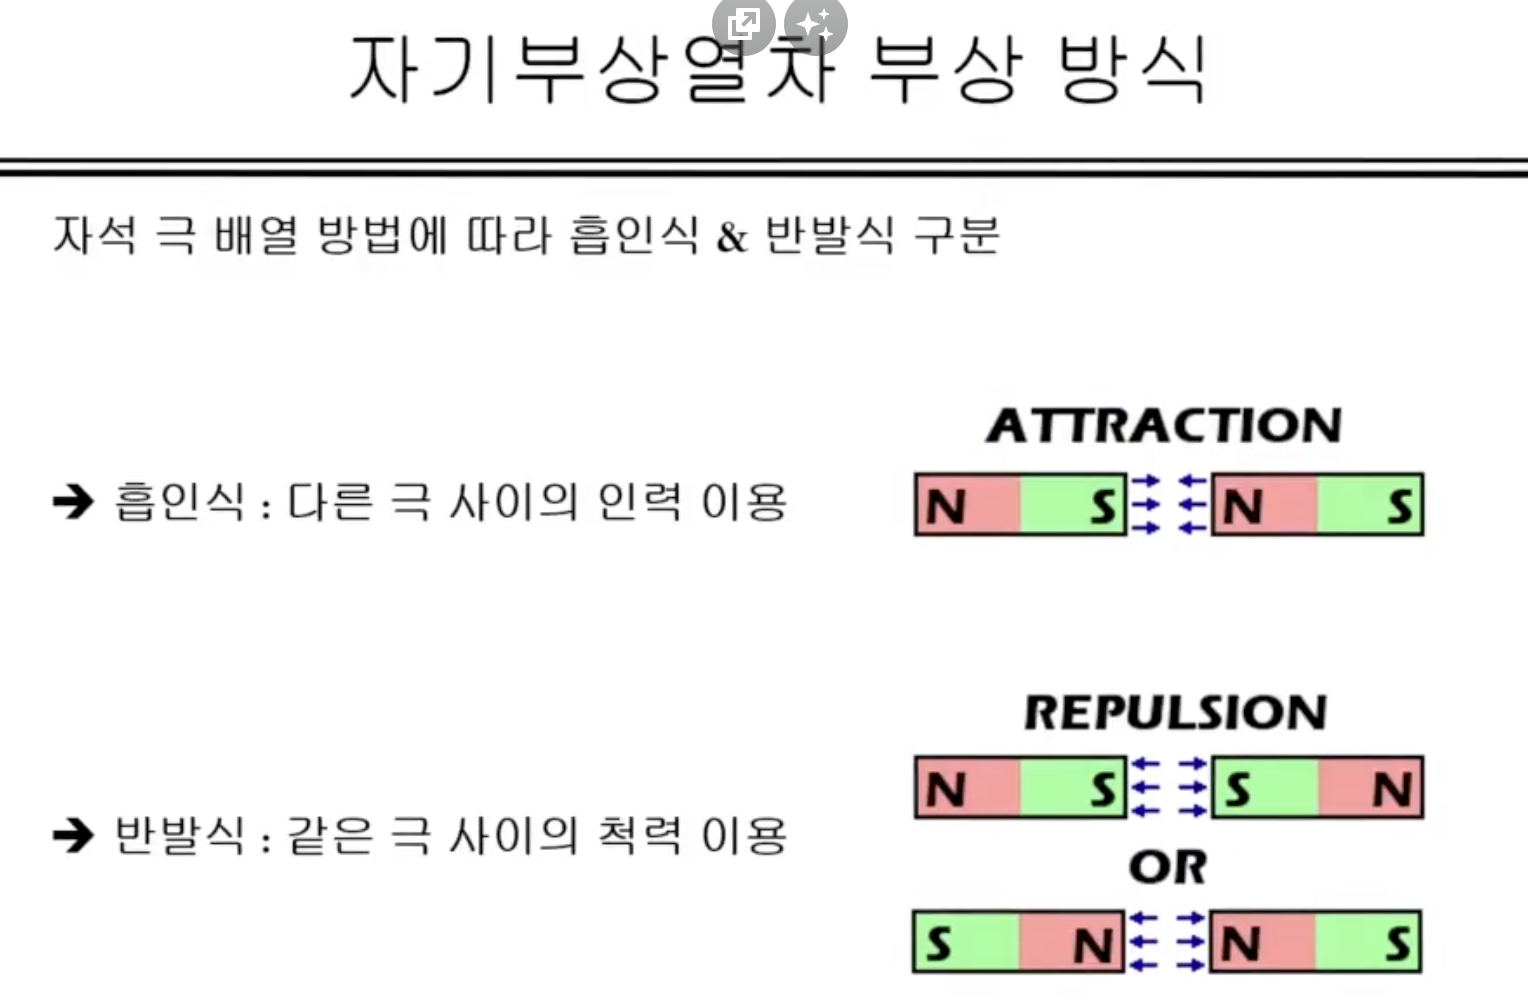 자기부상열차 부상 방식
자석 극 배열 방법에 따라 흡인식 & 반발식 구분
ATTRACTION
➔ 흡인식 : 다른 극 사이의 인력 이용
N S N S
REPULSION
N S S N
➔ 반발식 : 같은 극 사이의 척력 이용
OR
S N N S